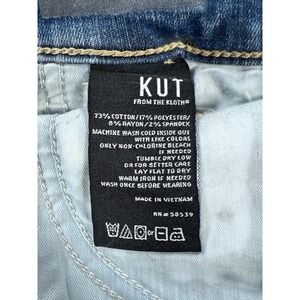 KUT
FROM THE KLOTH®
73% COTTON/17% POLYESTER/
8% RAYON/2% SPANDEX
MACHINE WASH COLD INSIDE OUT
WITH LIKE COLORS
ONLY NON-CHLORINE BLEACH
IF NEEDED
TUMBLE DRY LOW
OR FOR BETTER CARE
LAY FLAT TO DRY
WARM IRON IF NEEDED
WASH ONCE BEFORE WEARING
MADE IN VIETNAM
RN# 58539
OR